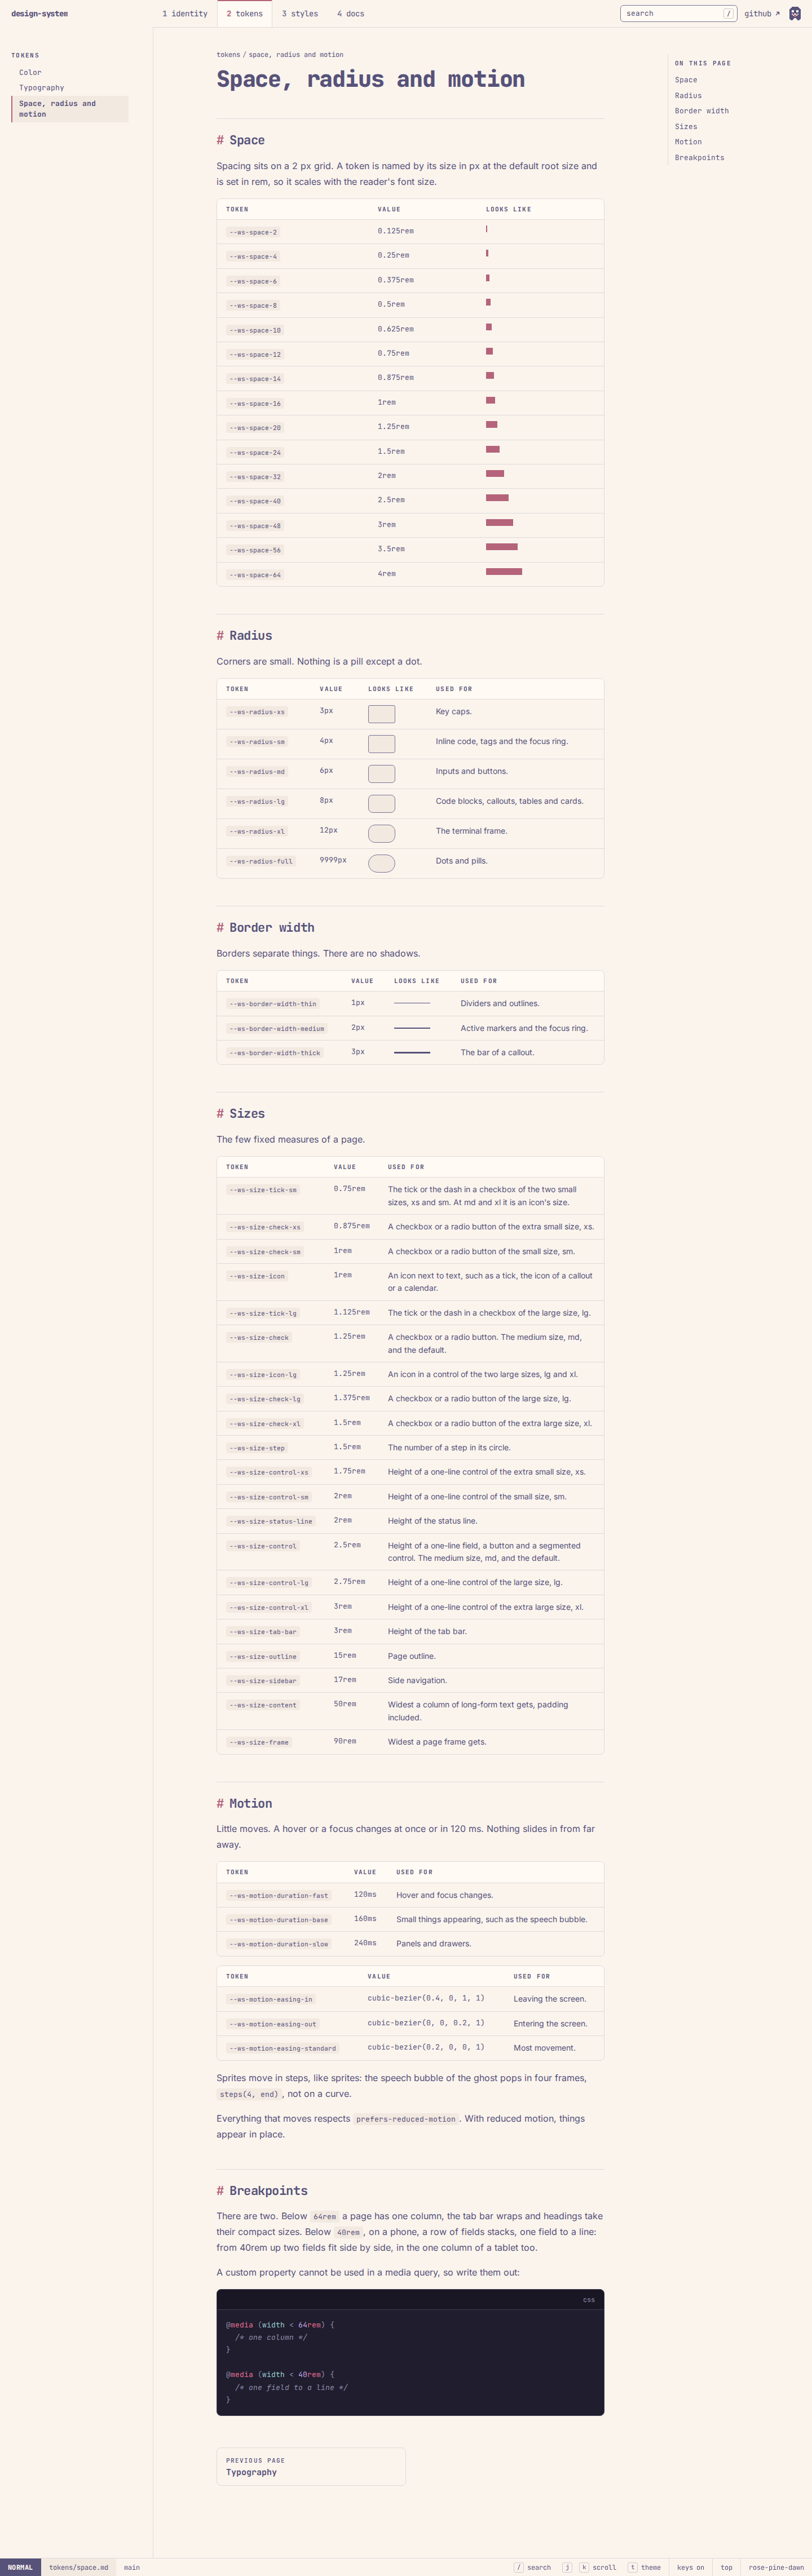 design-system
1 identity
2 tokens
3 styles
4 docs
search /
github ↗
TOKENS
Color
Typography
Space, radius and
motion
ON THIS PAGE
Space
Radius
Border width
Sizes
Motion
Breakpoints
tokens / space, radius and motion
Space, radius and motion
# Space
Spacing sits on a 2 px grid. A token is named by its size in px at the default root size and
is set in rem, so it scales with the reader's font size.
TOKEN VALUE LOOKS LIKE
--ws-space-2 0.125rem
--ws-space-4 0.25rem
--ws-space-6 0.375rem
--ws-space-8 0.5rem
--ws-space-10 0.625rem
--ws-space-12 0.75rem
--ws-space-14 0.875rem
--ws-space-16 1rem
--ws-space-20 1.25rem
--ws-space-24 1.5rem
--ws-space-32 2rem
--ws-space-40 2.5rem
--ws-space-48 3rem
--ws-space-56 3.5rem
--ws-space-64 4rem
# Radius
Corners are small. Nothing is a pill except a dot.
TOKEN VALUE LOOKS LIKE USED FOR
--ws-radius-xs 3px Key caps.
--ws-radius-sm 4px Inline code, tags and the focus ring.
--ws-radius-md 6px Inputs and buttons.
--ws-radius-lg 8px Code blocks, callouts, tables and cards.
--ws-radius-xl 12px The terminal frame.
--ws-radius-full 9999px Dots and pills.
# Border width
Borders separate things. There are no shadows.
TOKEN VALUE LOOKS LIKE USED FOR
--ws-border-width-thin 1px Dividers and outlines.
--ws-border-width-medium 2px Active markers and the focus ring.
--ws-border-width-thick 3px The bar of a callout.
# Sizes
The few fixed measures of a page.
TOKEN VALUE USED FOR
--ws-size-tick-sm 0.75rem The tick or the dash in a checkbox of the two small
sizes, xs and sm. At md and xl it is an icon's size.
--ws-size-check-xs 0.875rem A checkbox or a radio button of the extra small size, xs.
--ws-size-check-sm 1rem A checkbox or a radio button of the small size, sm.
--ws-size-icon 1rem An icon next to text, such as a tick, the icon of a callout
or a calendar.
--ws-size-tick-lg 1.125rem The tick or the dash in a checkbox of the large size, lg.
--ws-size-check 1.25rem A checkbox or a radio button. The medium size, md,
and the default.
--ws-size-icon-lg 1.25rem An icon in a control of the two large sizes, lg and xl.
--ws-size-check-lg 1.375rem A checkbox or a radio button of the large size, lg.
--ws-size-check-xl 1.5rem A checkbox or a radio button of the extra large size, xl.
--ws-size-step 1.5rem The number of a step in its circle.
--ws-size-control-xs 1.75rem Height of a one-line control of the extra small size, xs.
--ws-size-control-sm 2rem Height of a one-line control of the small size, sm.
--ws-size-status-line 2rem Height of the status line.
--ws-size-control 2.5rem Height of a one-line field, a button and a segmented
control. The medium size, md, and the default.
--ws-size-control-lg 2.75rem Height of a one-line control of the large size, lg.
--ws-size-control-xl 3rem Height of a one-line control of the extra large size, xl.
--ws-size-tab-bar 3rem Height of the tab bar.
--ws-size-outline 15rem Page outline.
--ws-size-sidebar 17rem Side navigation.
--ws-size-content 50rem Widest a column of long-form text gets, padding
included.
--ws-size-frame 90rem Widest a page frame gets.
# Motion
Little moves. A hover or a focus changes at once or in 120 ms. Nothing slides in from far
away.
TOKEN VALUE USED FOR
--ws-motion-duration-fast 120ms Hover and focus changes.
--ws-motion-duration-base 160ms Small things appearing, such as the speech bubble.
--ws-motion-duration-slow 240ms Panels and drawers.
TOKEN VALUE USED FOR
--ws-motion-easing-in cubic-bezier(0.4, 0, 1, 1) Leaving the screen.
--ws-motion-easing-out cubic-bezier(0, 0, 0.2, 1) Entering the screen.
--ws-motion-easing-standard cubic-bezier(0.2, 0, 0, 1) Most movement.
Sprites move in steps, like sprites: the speech bubble of the ghost pops in four frames,
steps(4, end), not on a curve.
Everything that moves respects prefers-reduced-motion. With reduced motion, things
appear in place.
# Breakpoints
There are two. Below 64rem a page has one column, the tab bar wraps and headings take
their compact sizes. Below 40rem, on a phone, a row of fields stacks, one field to a line:
from 40rem up two fields fit side by side, in the one column of a tablet too.
A custom property cannot be used in a media query, so write them out:
css
@media (width < 64rem) {
/* one column */
}
@media (width < 40rem) {
/* one field to a line */
}
PREVIOUS PAGE
Typography
NORMAL tokens/space.md main / search j k scroll t theme keys on top rose-pine-dawn